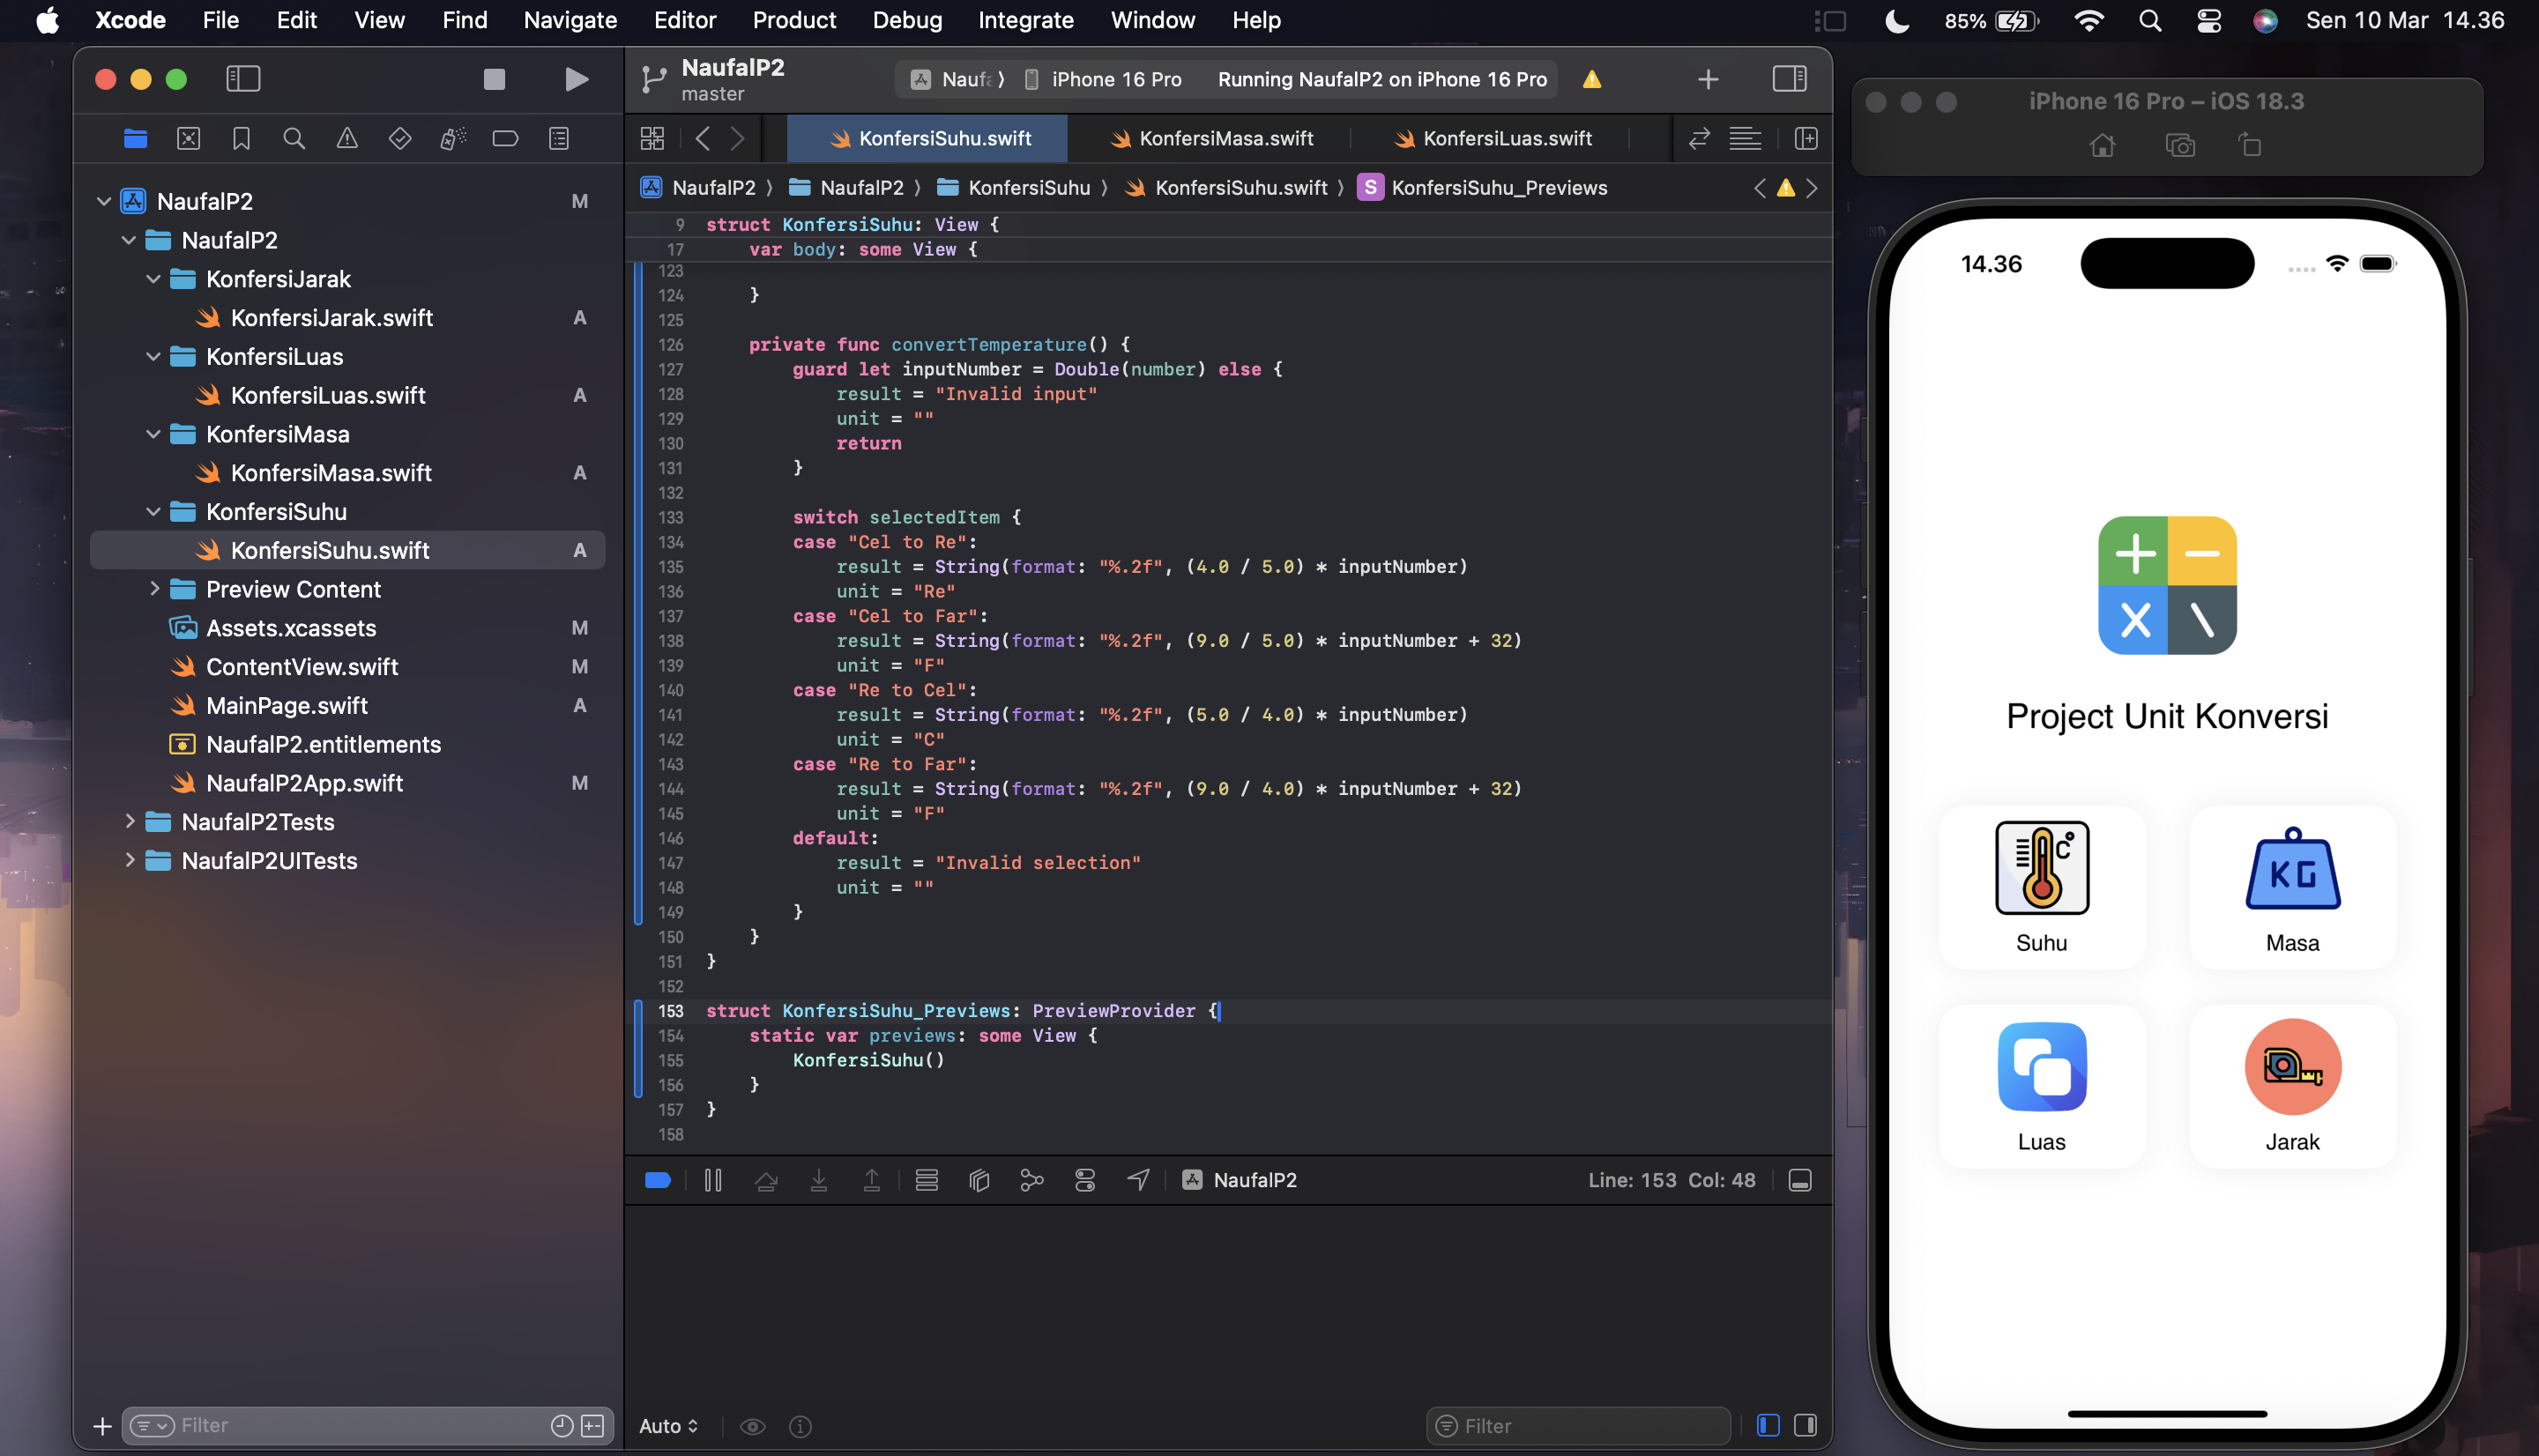 Xcode File Edit View Find Navigate Editor Product Debug Integrate Window Help 85% Sen 10 Mar 14.36
NaufalP2
master
Naufa iPhone 16 Pro Running NaufalP2 on iPhone 16 Pro
KonfersiSuhu.swift KonfersiMasa.swift KonfersiLuas.swift
NaufalP2 NaufalP2 KonfersiSuhu KonfersiSuhu.swift S KonfersiSuhu_Previews
NaufalP2 M
NaufalP2
KonfersiJarak
KonfersiJarak.swift A
KonfersiLuas
KonfersiLuas.swift A
KonfersiMasa
KonfersiMasa.swift A
KonfersiSuhu
KonfersiSuhu.swift A
Preview Content
Assets.xcassets M
ContentView.swift M
MainPage.swift A
NaufalP2.entitlements
NaufalP2App.swift M
NaufalP2Tests
NaufalP2UITests
Filter
9 struct KonfersiSuhu: View {
17 var body: some View {
123
124 }
125
126 private func convertTemperature() {
127 guard let inputNumber = Double(number) else {
128 result = "Invalid input"
129 unit = ""
130 return
131 }
132
133 switch selectedItem {
134 case "Cel to Re":
135 result = String(format: "%.2f", (4.0 / 5.0) * inputNumber)
136 unit = "Re"
137 case "Cel to Far":
138 result = String(format: "%.2f", (9.0 / 5.0) * inputNumber + 32)
139 unit = "F"
140 case "Re to Cel":
141 result = String(format: "%.2f", (5.0 / 4.0) * inputNumber)
142 unit = "C"
143 case "Re to Far":
144 result = String(format: "%.2f", (9.0 / 4.0) * inputNumber + 32)
145 unit = "F"
146 default:
147 result = "Invalid selection"
148 unit = ""
149 }
150 }
151 }
152
153 struct KonfersiSuhu_Previews: PreviewProvider {
154 static var previews: some View {
155 KonfersiSuhu()
156 }
157 }
158
NaufalP2 Line: 153 Col: 48
Auto Filter
iPhone 16 Pro – iOS 18.3
14.36
Project Unit Konversi
C°
Suhu
KG
Masa
Luas
Jarak